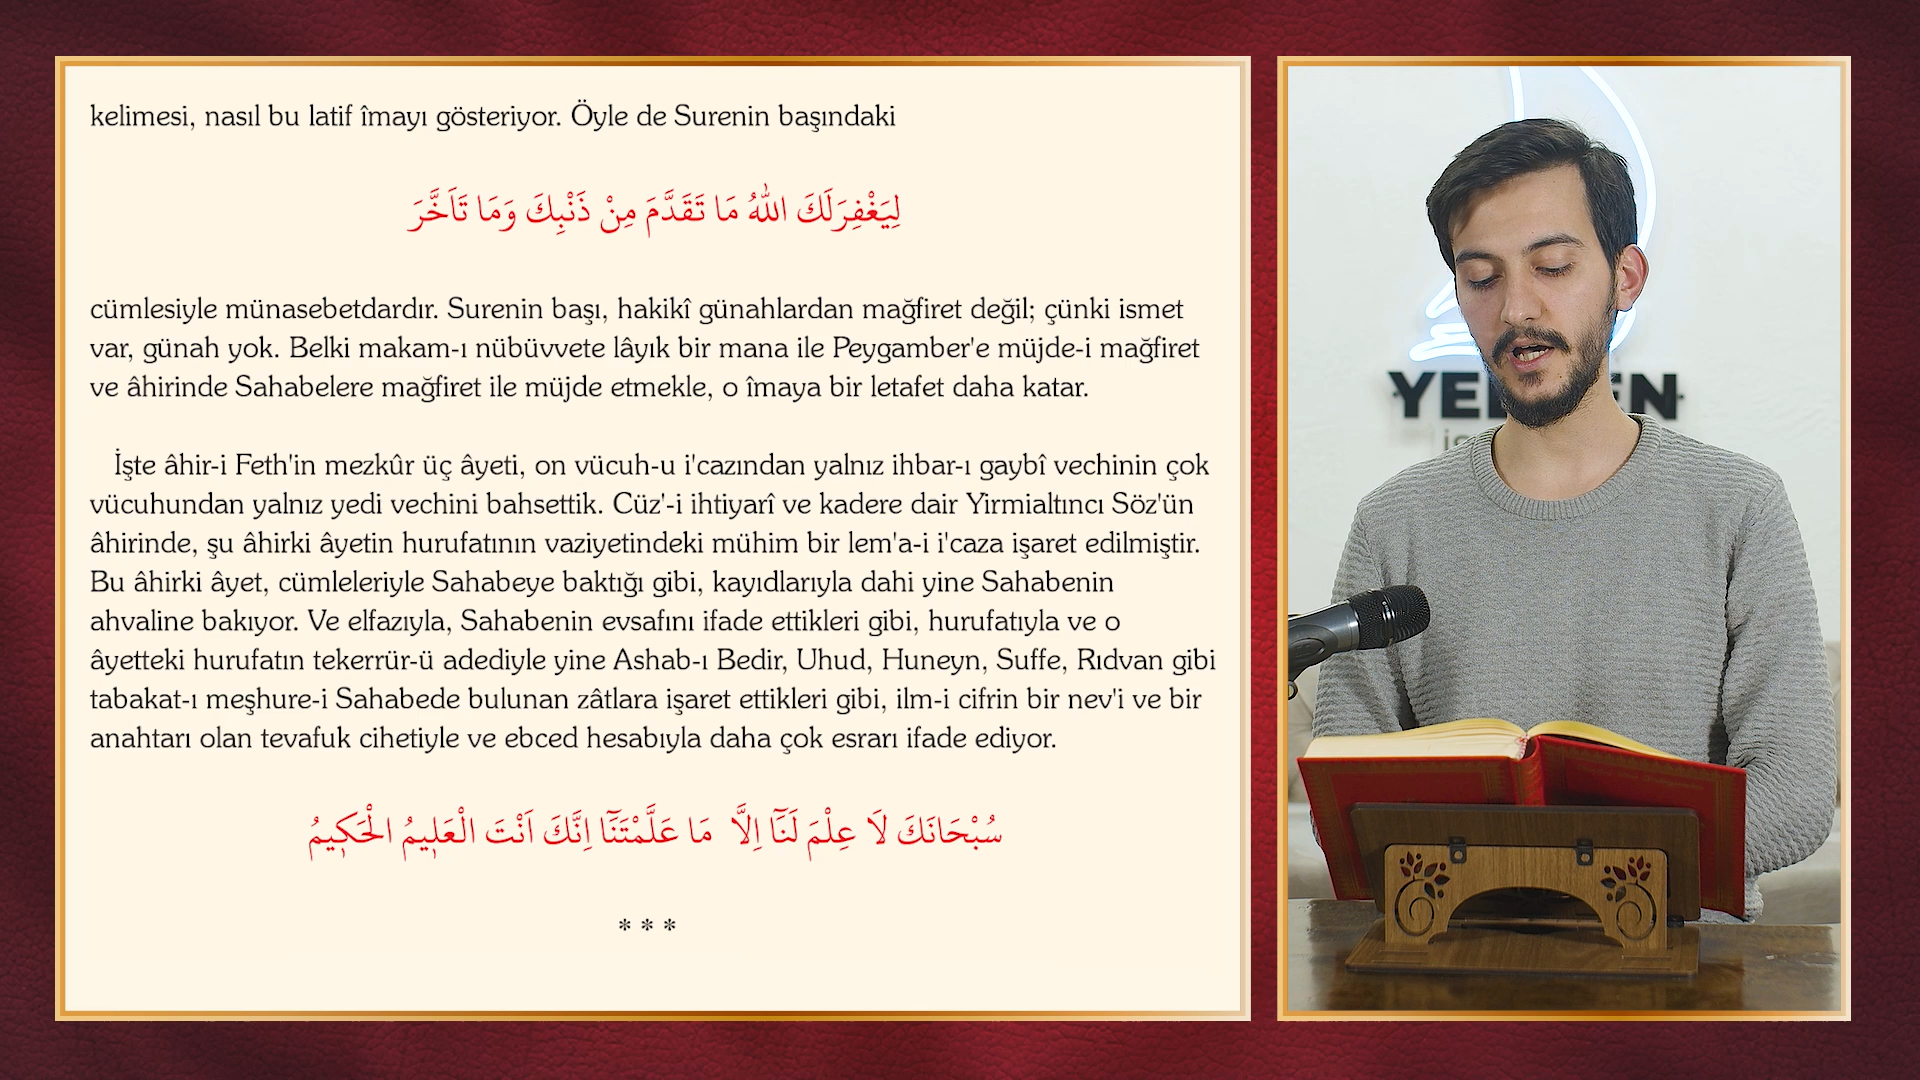 kelimesi, nasıl bu latif îmayı gösteriyor. Öyle de Surenin başındaki
لِيَغْفِرَلَكَ اللّٰهُ مَا تَقَدَّمَ مِنْ ذَنْبِكَ وَمَا تَاَخَّرَ
cümlesiyle münasebetdardır. Surenin başı, hakikî günahlardan mağfiret değil; çünki ismet
var, günah yok. Belki makam-ı nübüvvete lâyık bir mana ile Peygamber'e müjde-i mağfiret
ve âhirinde Sahabelere mağfiret ile müjde etmekle, o îmaya bir letafet daha katar.
İşte âhir-i Feth'in mezkûr üç âyeti, on vücuh-u i'cazından yalnız ihbar-ı gaybî vechinin çok
vücuhundan yalnız yedi vechini bahsettik. Cüz'-i ihtiyarî ve kadere dair Yirmialtıncı Söz'ün
âhirinde, şu âhirki âyetin hurufatının vaziyetindeki mühim bir lem'a-i i'caza işaret edilmiştir.
Bu âhirki âyet, cümleleriyle Sahabeye baktığı gibi, kayıdlarıyla dahi yine Sahabenin
ahvaline bakıyor. Ve elfazıyla, Sahabenin evsafını ifade ettikleri gibi, hurufatıyla ve o
âyetteki hurufatın tekerrür-ü adediyle yine Ashab-ı Bedir, Uhud, Huneyn, Suffe, Rıdvan gibi
tabakat-ı meşhure-i Sahabede bulunan zâtlara işaret ettikleri gibi, ilm-i cifrin bir nev'i ve bir
anahtarı olan tevafuk cihetiyle ve ebced hesabıyla daha çok esrarı ifade ediyor.
سُبْحَانَكَ لَا عِلْمَ لَنَٓا اِلَّا مَا عَلَّمْتَنَٓا اِنَّكَ اَنْتَ الْعَلٖيمُ الْحَكٖيمُ
* * *